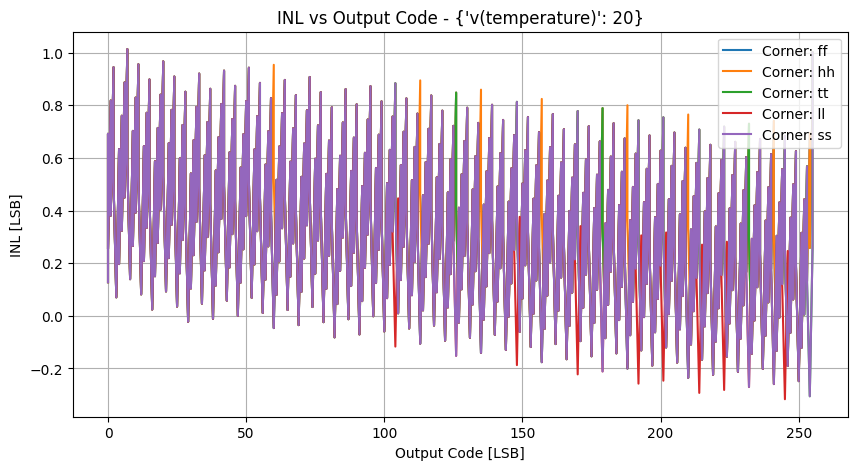 INL vs Output Code - {'v(temperature)': 20}
INL [LSB]
1.0
0.8
0.6
0.4
0.2
0.0
−0.2
Corner: ff
Corner: hh
Corner: tt
Corner: ll
Corner: ss
0 50 100 150 200 250
Output Code [LSB]